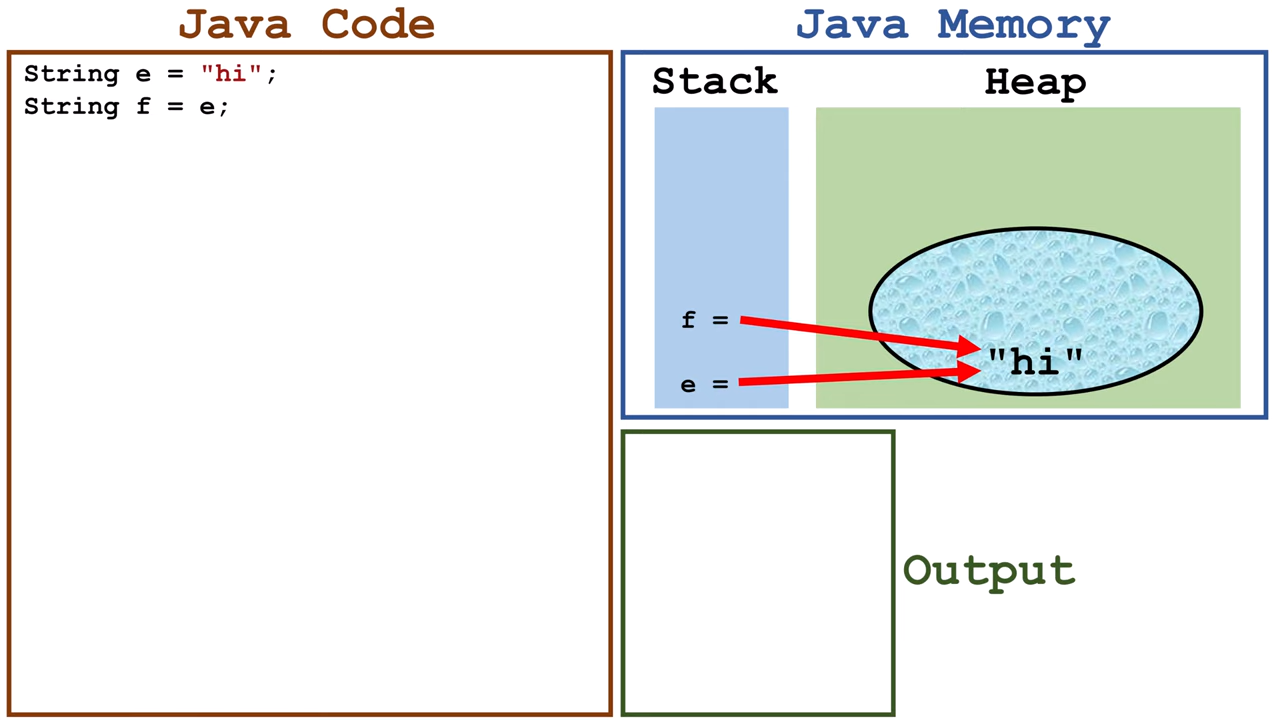 Java Code
String e = "hi";
String f = e;
Java Memory
Stack
Heap
f =
e =
"hi"
Output